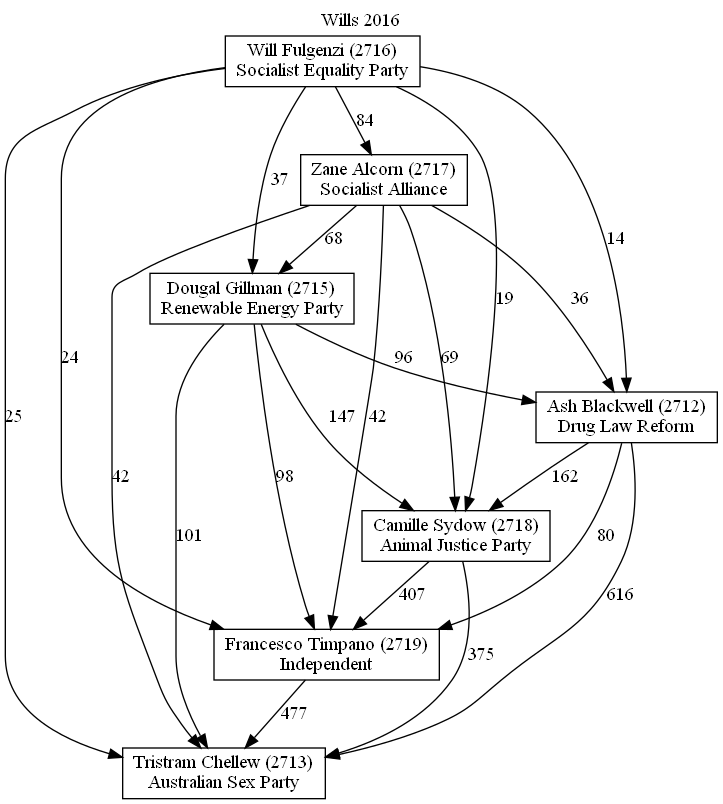 Wills 2016
Will Fulgenzi (2716)
Socialist Equality Party
84
Zane Alcorn (2717)
Socialist Alliance
37
68
14
19
36
Dougal Gillman (2715)
Renewable Energy Party
24
96
69
25
147
42
Ash Blackwell (2712)
Drug Law Reform
42
98
162
101
Camille Sydow (2718)
Animal Justice Party
80
407
616
Francesco Timpano (2719)
Independent
375
477
Tristram Chellew (2713)
Australian Sex Party